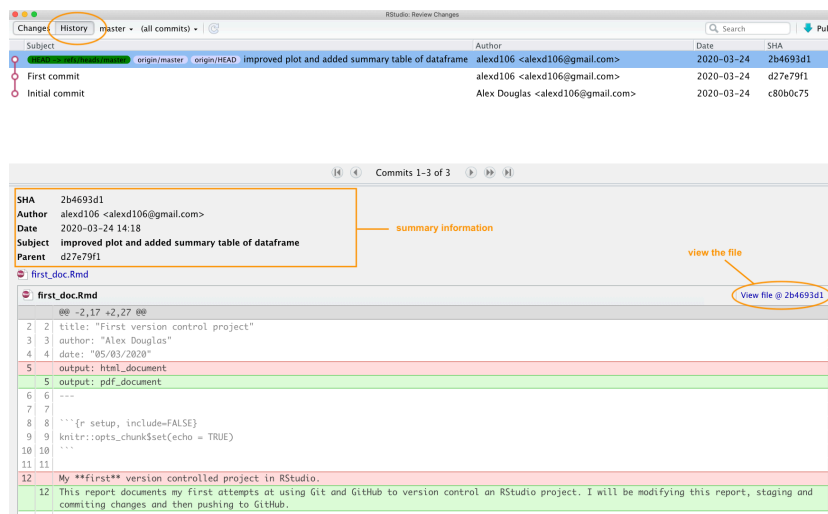 RStudio: Review Changes
Changes History master (all commits) Search Pul
Subject Author Date SHA
HEAD -> refs/heads/master origin/master origin/HEAD improved plot and added summary table of dataframe alexd106 <alexd106@gmail.com> 2020-03-24 2b4693d1
First commit alexd106 <alexd106@gmail.com> 2020-03-24 d27e79f1
Initial commit Alex Douglas <alexd106@gmail.com> 2020-03-24 c80b0c75
Commits 1-3 of 3
SHA 2b4693d1
Author alexd106 <alexd106@gmail.com>
Date 2020-03-24 14:18
summary information
Subject improved plot and added summary table of dataframe
Parent d27e79f1
view the file
first_doc.Rmd
first_doc.Rmd View file @ 2b4693d1
@@ -2,17 +2,27 @@
2 2 title: "First version control project"
3 3 author: "Alex Douglas"
4 4 date: "05/03/2020"
5 output: html_document
5 output: pdf_document
6 6 ---
7 7
8 8 ```{r setup, include=FALSE}
9 9 knitr::opts_chunk$set(echo = TRUE)
10 10 ```
11 11
12 My **first** version controlled project in RStudio.
12 This report documents my first attempts at using Git and GitHub to version control an RStudio project. I will be modifying this report, staging and
commiting changes and then pushing to GitHub.